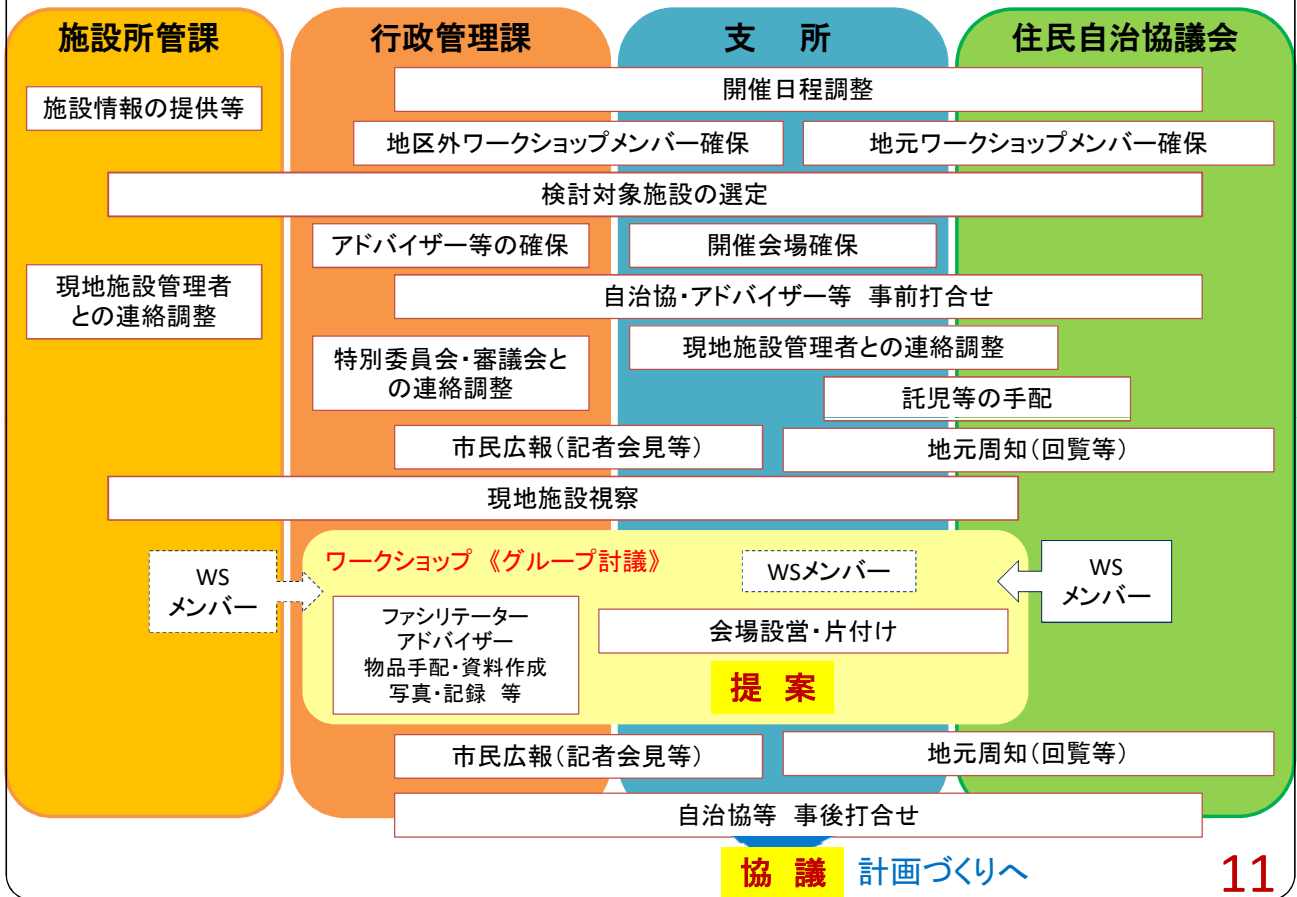 施設所管課
行政管理課
支　所
住民自治協議会
開催日程調整
施設情報の提供等
地区外ワークショップメンバー確保
地元ワークショップメンバー確保
検討対象施設の選定
アドバイザー等の確保
開催会場確保
現地施設管理者
との連絡調整
自治協・アドバイザー等　事前打合せ
現地施設管理者との連絡調整
特別委員会・審議会と
の連絡調整
託児等の手配
市民広報(記者会見等)
地元周知(回覧等)
現地施設視察
ワークショップ 《グループ討議》
WS
メンバー
WSメンバー
WS
メンバー
ファシリテーター
アドバイザー
物品手配・資料作成
写真・記録　等
会場設営・片付け
提　案
市民広報(記者会見等)
地元周知(回覧等)
自治協等　事後打合せ
協　議　計画づくりへ
11